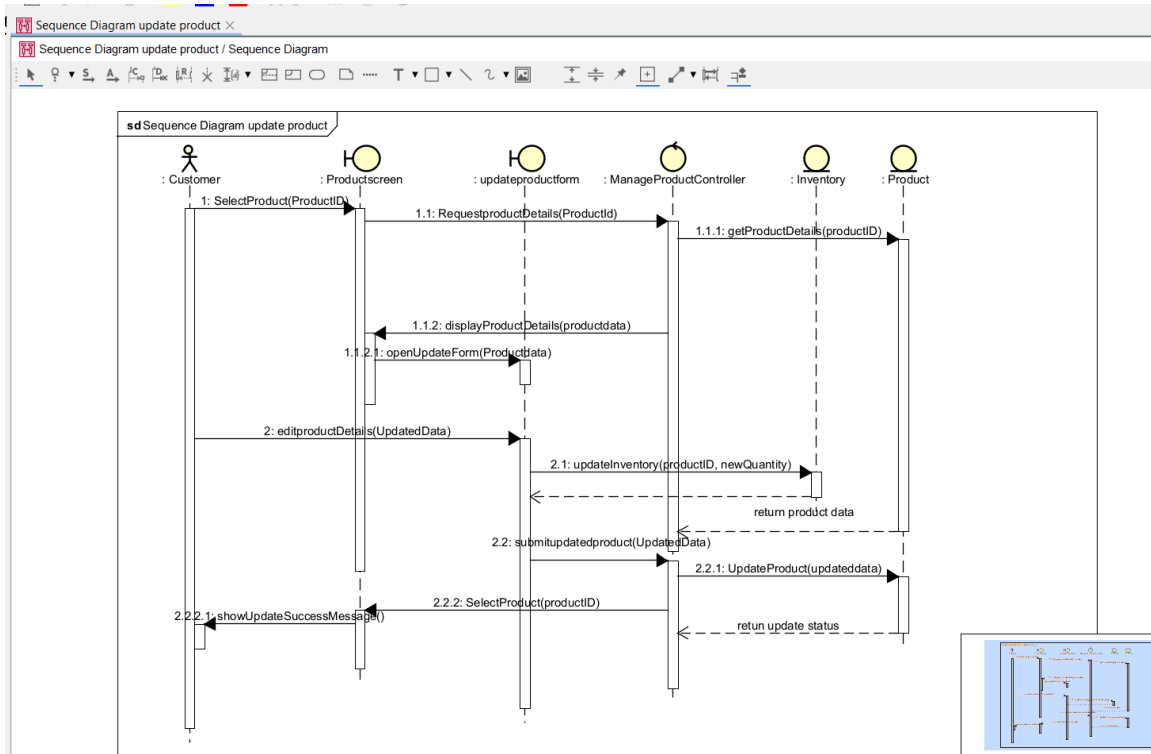 Sequence Diagram update product
Sequence Diagram update product / Sequence Diagram
sd Sequence Diagram update product
: Customer
: Productscreen
: updateproductform
: ManageProductController
: Inventory
: Product
1: SelectProduct(ProductID)
1.1: RequestproductDetails(ProductId)
1.1.1: getProductDetails(productID)
1.1.2: displayProductDetails(productdata)
1.1.2.1: openUpdateForm(Productdata)
2: editproductDetails(UpdatedData)
2.1: updateInventory(productID, newQuantity)
return product data
2.2: submitupdatedproduct(UpdatedData)
2.2.1: UpdateProduct(updateddata)
2.2.2: SelectProduct(productID)
2.2.2.1: showUpdateSuccessMessage()
retun update status